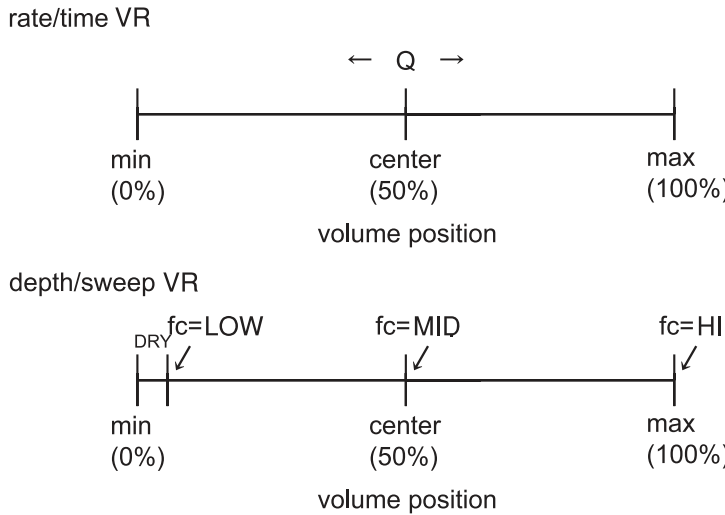 rate/time VR
← Q →
min center max
(0%) (50%) (100%)
volume position
depth/sweep VR
DRY fc=LOW fc=MID fc=HI
min center max
(0%) (50%) (100%)
volume position